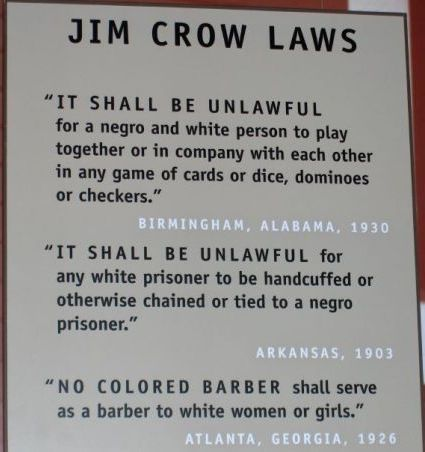 JIM CROW LAWS
“IT SHALL BE UNLAWFUL
for a negro and white person to play
together or in company with each other
in any game of cards or dice, dominoes
or checkers.”
BIRMINGHAM, ALABAMA, 1930
“IT SHALL BE UNLAWFUL for
any white prisoner to be handcuffed or
otherwise chained or tied to a negro
prisoner.”
ARKANSAS, 1903
“NO COLORED BARBER shall serve
as a barber to white women or girls.”
ATLANTA, GEORGIA, 1926